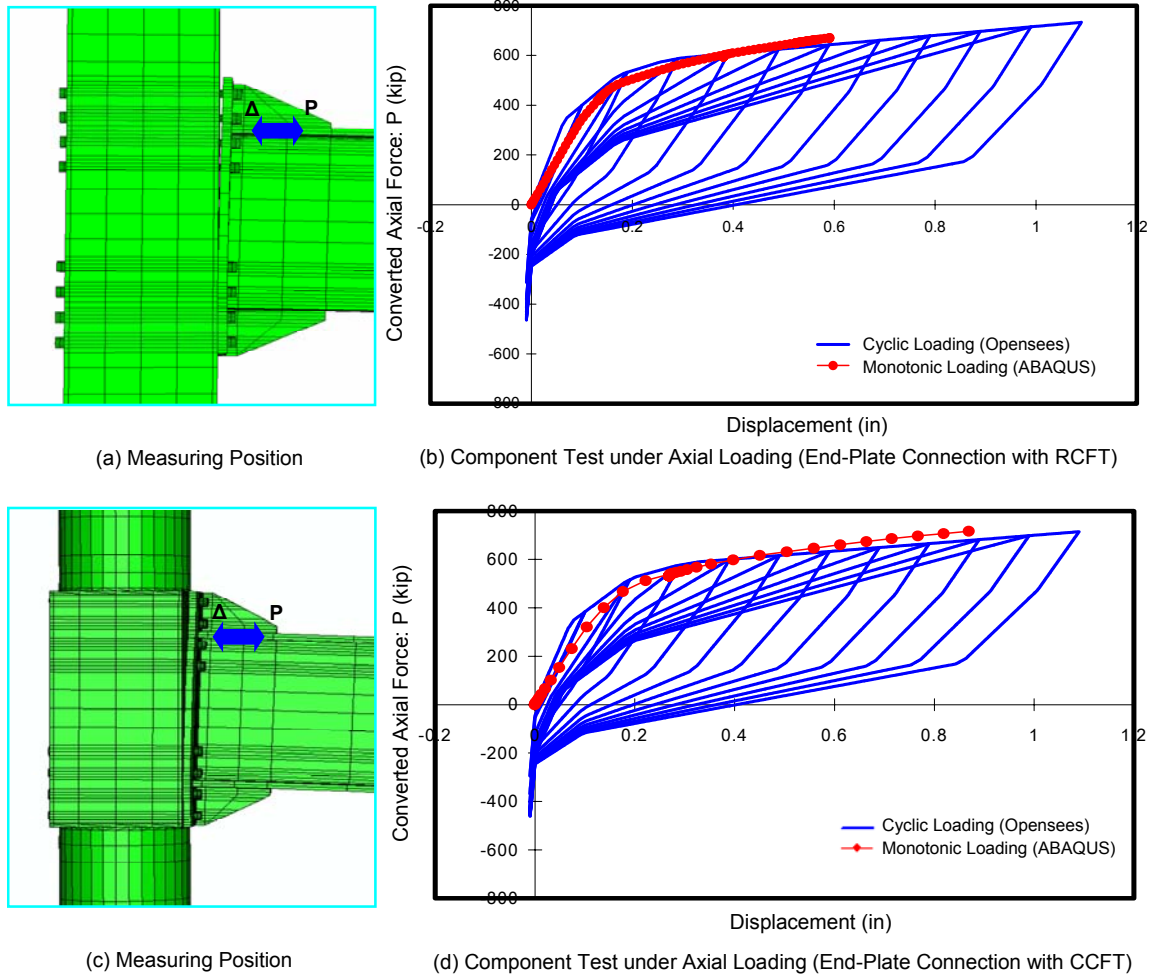 Δ P
(a) Measuring Position
800
600
400
200
0
-200
-400
-600
800
-0.2 0 0.2 0.4 0.6 0.8 1 12
Converted Axial Force: P (kip)
Cyclic Loading (Opensees)
Monotonic Loading (ABAQUS)
Displacement (in)
(b) Component Test under Axial Loading (End-Plate Connection with RCFT)
Δ P
(c) Measuring Position
800
600
400
200
0
-200
-400
-600
-800
-0.2 0 0.2 0.4 0.6 0.8 1 12
Converted Axial Force: P (kip)
Cyclic Loading (Opensees)
Monotonic Loading (ABAQUS)
Displacement (in)
(d) Component Test under Axial Loading (End-Plate Connection with CCFT)